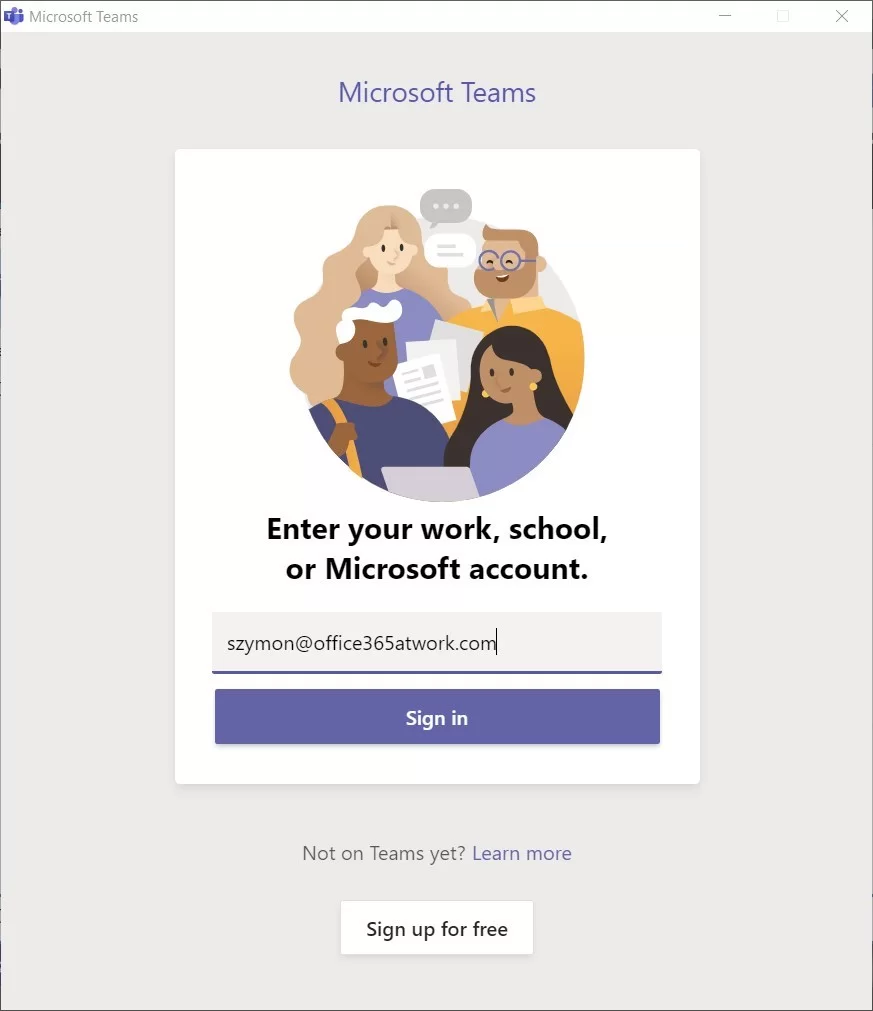 Microsoft Teams
Microsoft Teams
Enter your work, school,
or Microsoft account.
szymon@office365atwork.com
Sign in
Not on Teams yet? Learn more
Sign up for free